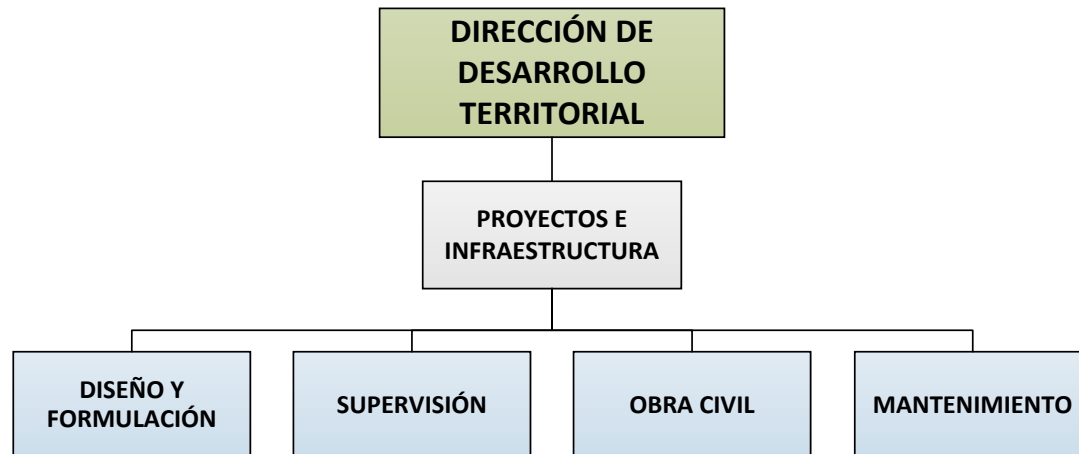 DIRECCIÓN DE
DESARROLLO
TERRITORIAL
PROYECTOS E
INFRAESTRUCTURA
DISEÑO Y
FORMULACIÓN
SUPERVISIÓN
OBRA CIVIL
MANTENIMIENTO